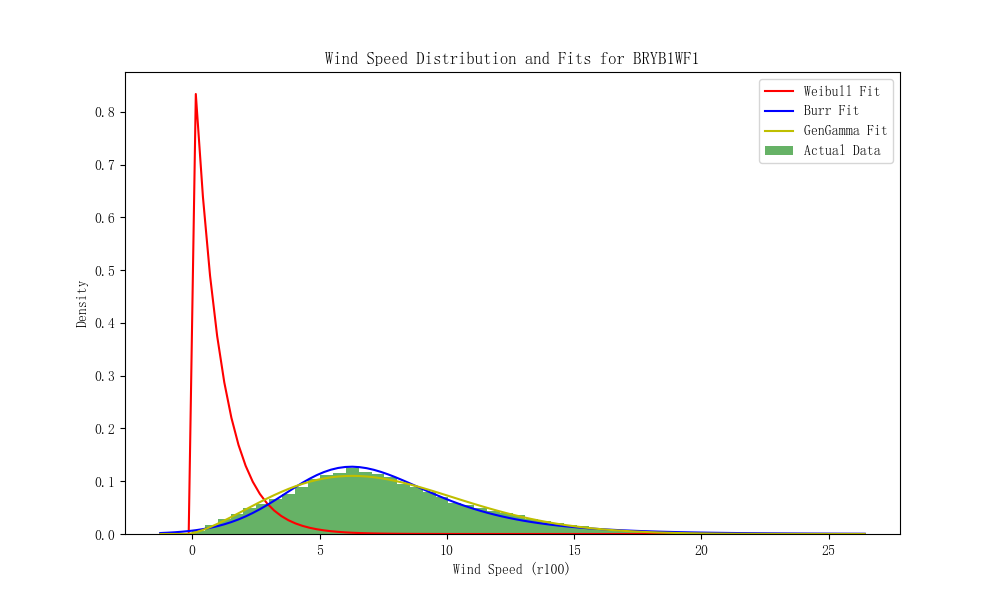 Wind Speed Distribution and Fits for BRYB1WF1
Weibull Fit
Burr Fit
GenGamma Fit
Actual Data
0.8
0.7
0.6
0.5
0.4
0.3
0.2
0.1
0.0
Density
0
5
10
15
20
25
Wind Speed (r100)